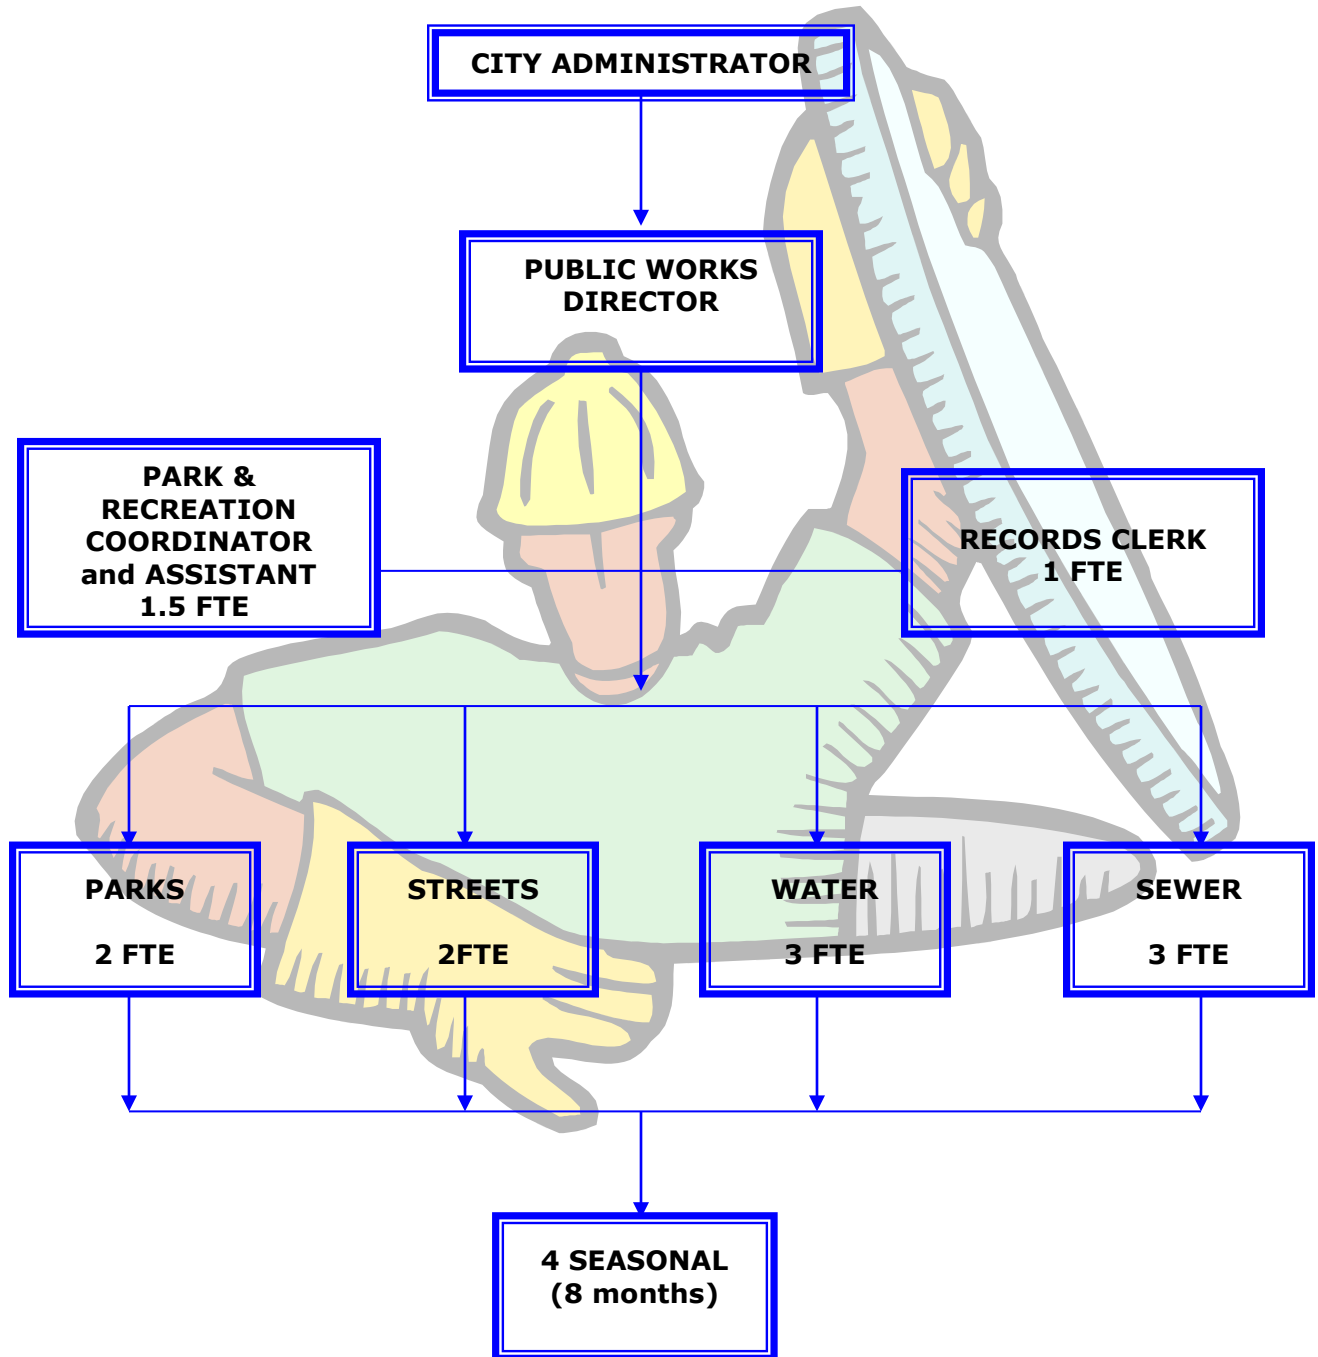 CITY ADMINISTRATOR
PUBLIC WORKS
DIRECTOR
PARK &
RECREATION
COORDINATOR
and ASSISTANT
1.5 FTE
RECORDS CLERK
1 FTE
PARKS
2 FTE
STREETS
2FTE
WATER
3 FTE
SEWER
3 FTE
4 SEASONAL
(8 months)